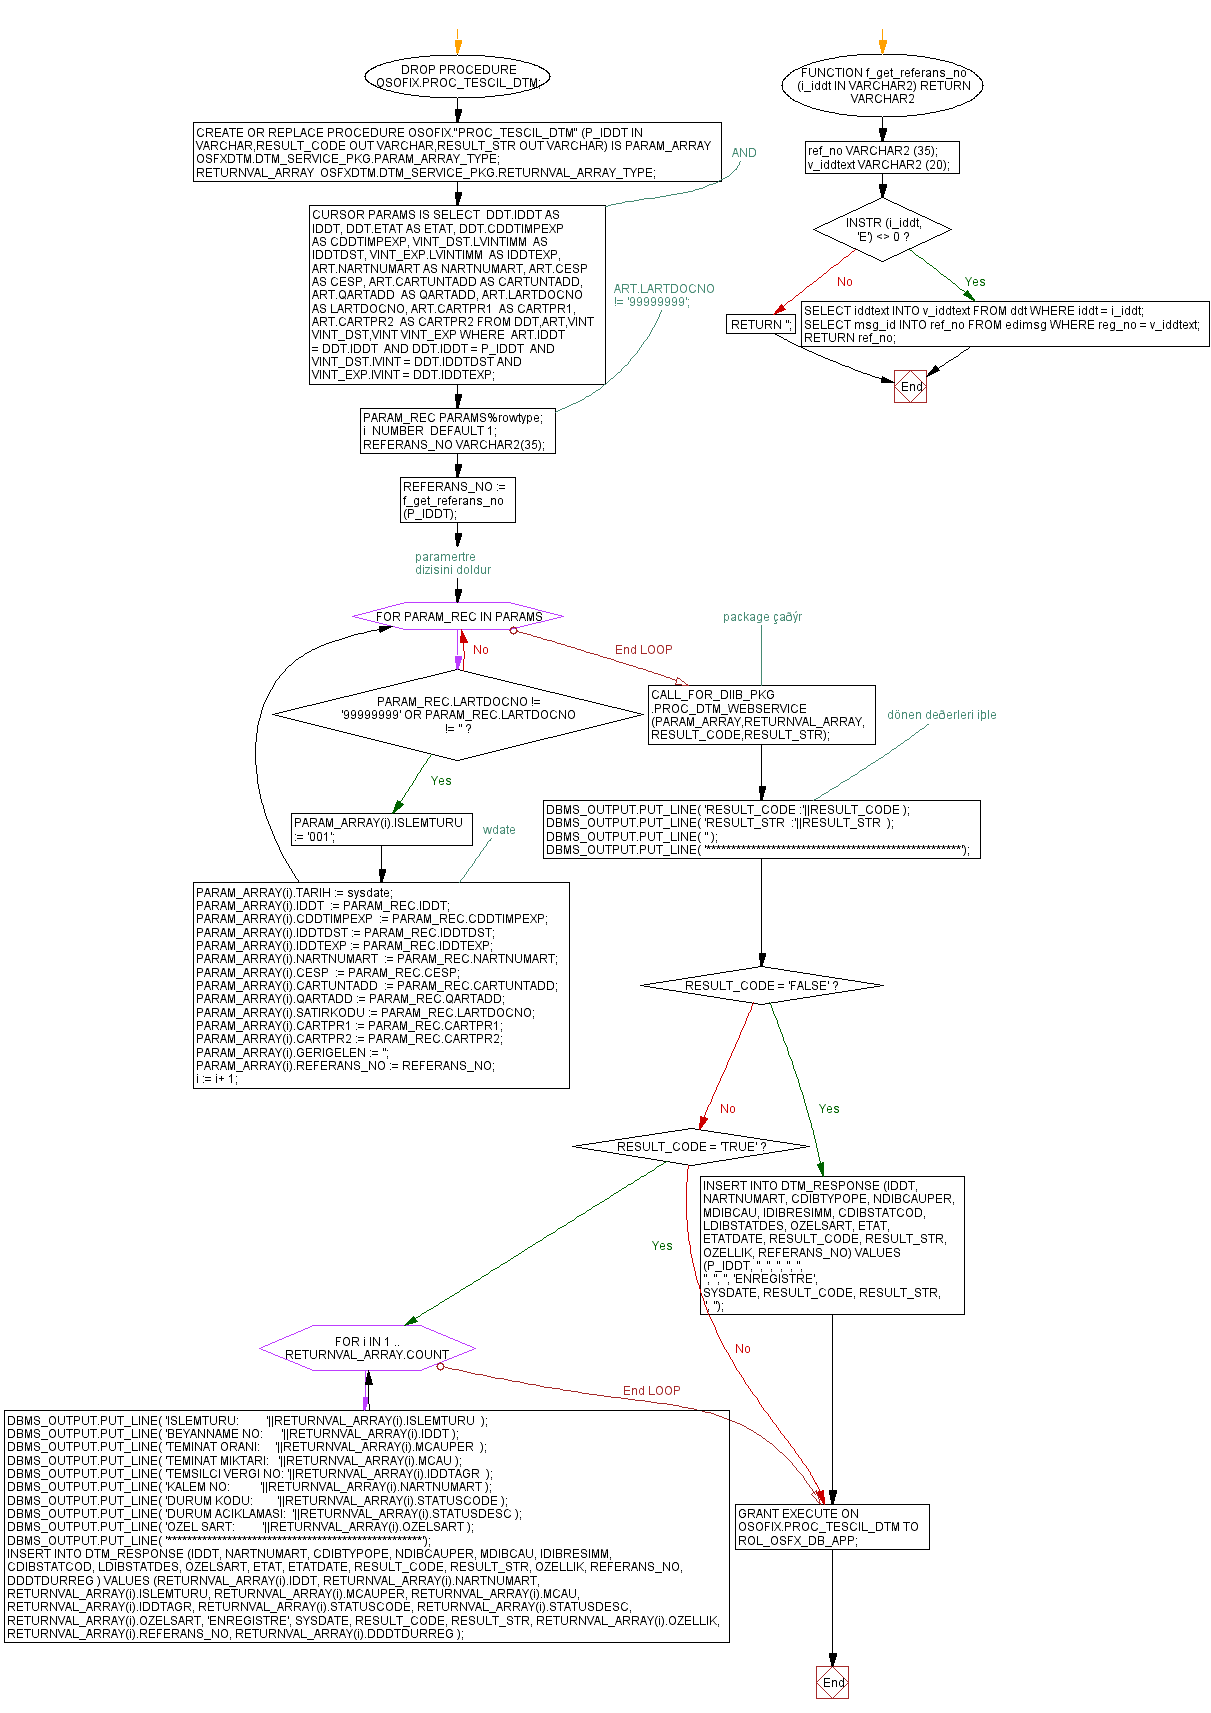 DROP PROCEDURE
OSOFIX.PROC_TESCIL_DTM;
CREATE OR REPLACE PROCEDURE OSOFIX."PROC_TESCIL_DTM" (P_IDDT IN
VARCHAR,RESULT_CODE OUT VARCHAR,RESULT_STR OUT VARCHAR) IS PARAM_ARRAY
OSFXDTM.DTM_SERVICE_PKG.PARAM_ARRAY_TYPE;
RETURNVAL_ARRAY OSFXDTM.DTM_SERVICE_PKG.RETURNVAL_ARRAY_TYPE;
AND
CURSOR PARAMS IS SELECT DDT.IDDT AS
IDDT, DDT.ETAT AS ETAT, DDT.CDDTIMPEXP
AS CDDTIMPEXP, VINT_DST.LVINTIMM AS
IDDTDST, VINT_EXP.LVINTIMM AS IDDTEXP,
ART.NARTNUMART AS NARTNUMART, ART.CESP
AS CESP, ART.CARTUNTADD AS CARTUNTADD,
ART.QARTADD AS QARTADD, ART.LARTDOCNO
AS LARTDOCNO, ART.CARTPR1 AS CARTPR1,
ART.CARTPR2 AS CARTPR2 FROM DDT,ART,VINT
VINT_DST,VINT VINT_EXP WHERE ART.IDDT
= DDT.IDDT AND DDT.IDDT = P_IDDT AND
VINT_DST.IVINT = DDT.IDDTDST AND
VINT_EXP.IVINT = DDT.IDDTEXP;
ART.LARTDOCNO
!= '99999999';
PARAM_REC PARAMS%rowtype;
i NUMBER DEFAULT 1;
REFERANS_NO VARCHAR2(35);
REFERANS_NO :=
f_get_referans_no
(P_IDDT);
paramertre
dizisini doldur
FOR PARAM_REC IN PARAMS
No
End LOOP
PARAM_REC.LARTDOCNO !=
'99999999' OR PARAM_REC.LARTDOCNO
!= '' ?
Yes
PARAM_ARRAY(i).ISLEMTURU
:= '001';
wdate
PARAM_ARRAY(i).TARIH := sysdate;
PARAM_ARRAY(i).IDDT := PARAM_REC.IDDT;
PARAM_ARRAY(i).CDDTIMPEXP := PARAM_REC.CDDTIMPEXP;
PARAM_ARRAY(i).IDDTDST := PARAM_REC.IDDTDST;
PARAM_ARRAY(i).IDDTEXP := PARAM_REC.IDDTEXP;
PARAM_ARRAY(i).NARTNUMART := PARAM_REC.NARTNUMART;
PARAM_ARRAY(i).CESP := PARAM_REC.CESP;
PARAM_ARRAY(i).CARTUNTADD := PARAM_REC.CARTUNTADD;
PARAM_ARRAY(i).QARTADD := PARAM_REC.QARTADD;
PARAM_ARRAY(i).SATIRKODU := PARAM_REC.LARTDOCNO;
PARAM_ARRAY(i).CARTPR1 := PARAM_REC.CARTPR1;
PARAM_ARRAY(i).CARTPR2 := PARAM_REC.CARTPR2;
PARAM_ARRAY(i).GERIGELEN := '';
PARAM_ARRAY(i).REFERANS_NO := REFERANS_NO;
i := i+ 1;
package çaðýr
CALL_FOR_DIIB_PKG
.PROC_DTM_WEBSERVICE
(PARAM_ARRAY,RETURNVAL_ARRAY,
RESULT_CODE,RESULT_STR);
dönen deðerleri iþle
DBMS_OUTPUT.PUT_LINE( 'RESULT_CODE :'||RESULT_CODE );
DBMS_OUTPUT.PUT_LINE( 'RESULT_STR :'||RESULT_STR );
DBMS_OUTPUT.PUT_LINE( '' );
DBMS_OUTPUT.PUT_LINE( '***************************************************');
RESULT_CODE = 'FALSE' ?
No
Yes
RESULT_CODE = 'TRUE' ?
INSERT INTO DTM_RESPONSE (IDDT,
NARTNUMART, CDIBTYPOPE, NDIBCAUPER,
MDIBCAU, IDIBRESIMM, CDIBSTATCOD,
LDIBSTATDES, OZELSART, ETAT,
ETATDATE, RESULT_CODE, RESULT_STR,
OZELLIK, REFERANS_NO) VALUES
(P_IDDT, '', '', '', '', '',
'', '', '', 'ENREGISTRE',
SYSDATE, RESULT_CODE, RESULT_STR,
'', '');
Yes
No
FOR i IN 1 ..
RETURNVAL_ARRAY.COUNT
End LOOP
DBMS_OUTPUT.PUT_LINE( 'ISLEMTURU: '||RETURNVAL_ARRAY(i).ISLEMTURU );
DBMS_OUTPUT.PUT_LINE( 'BEYANNAME NO: '||RETURNVAL_ARRAY(i).IDDT );
DBMS_OUTPUT.PUT_LINE( 'TEMINAT ORANI: '||RETURNVAL_ARRAY(i).MCAUPER );
DBMS_OUTPUT.PUT_LINE( 'TEMINAT MIKTARI: '||RETURNVAL_ARRAY(i).MCAU );
DBMS_OUTPUT.PUT_LINE( 'TEMSILCI VERGI NO: '||RETURNVAL_ARRAY(i).IDDTAGR );
DBMS_OUTPUT.PUT_LINE( 'KALEM NO: '||RETURNVAL_ARRAY(i).NARTNUMART );
DBMS_OUTPUT.PUT_LINE( 'DURUM KODU: '||RETURNVAL_ARRAY(i).STATUSCODE );
DBMS_OUTPUT.PUT_LINE( 'DURUM ACIKLAMASI: '||RETURNVAL_ARRAY(i).STATUSDESC );
DBMS_OUTPUT.PUT_LINE( 'OZEL SART: '||RETURNVAL_ARRAY(i).OZELSART );
DBMS_OUTPUT.PUT_LINE( '***************************************************');
INSERT INTO DTM_RESPONSE (IDDT, NARTNUMART, CDIBTYPOPE, NDIBCAUPER, MDIBCAU, IDIBRESIMM,
CDIBSTATCOD, LDIBSTATDES, OZELSART, ETAT, ETATDATE, RESULT_CODE, RESULT_STR, OZELLIK, REFERANS_NO,
DDDTDURREG ) VALUES (RETURNVAL_ARRAY(i).IDDT, RETURNVAL_ARRAY(i).NARTNUMART,
RETURNVAL_ARRAY(i).ISLEMTURU, RETURNVAL_ARRAY(i).MCAUPER, RETURNVAL_ARRAY(i).MCAU,
RETURNVAL_ARRAY(i).IDDTAGR, RETURNVAL_ARRAY(i).STATUSCODE, RETURNVAL_ARRAY(i).STATUSDESC,
RETURNVAL_ARRAY(i).OZELSART, 'ENREGISTRE', SYSDATE, RESULT_CODE, RESULT_STR, RETURNVAL_ARRAY(i).OZELLIK,
RETURNVAL_ARRAY(i).REFERANS_NO, RETURNVAL_ARRAY(i).DDDTDURREG );
GRANT EXECUTE ON
OSOFIX.PROC_TESCIL_DTM TO
ROL_OSFX_DB_APP;
End
FUNCTION f_get_referans_no
(i_iddt IN VARCHAR2) RETURN
VARCHAR2
ref_no VARCHAR2 (35);
v_iddtext VARCHAR2 (20);
INSTR (i_iddt,
'E') <> 0 ?
No
Yes
RETURN '';
SELECT iddtext INTO v_iddtext FROM ddt WHERE iddt = i_iddt;
SELECT msg_id INTO ref_no FROM edimsg WHERE reg_no = v_iddtext;
RETURN ref_no;
End